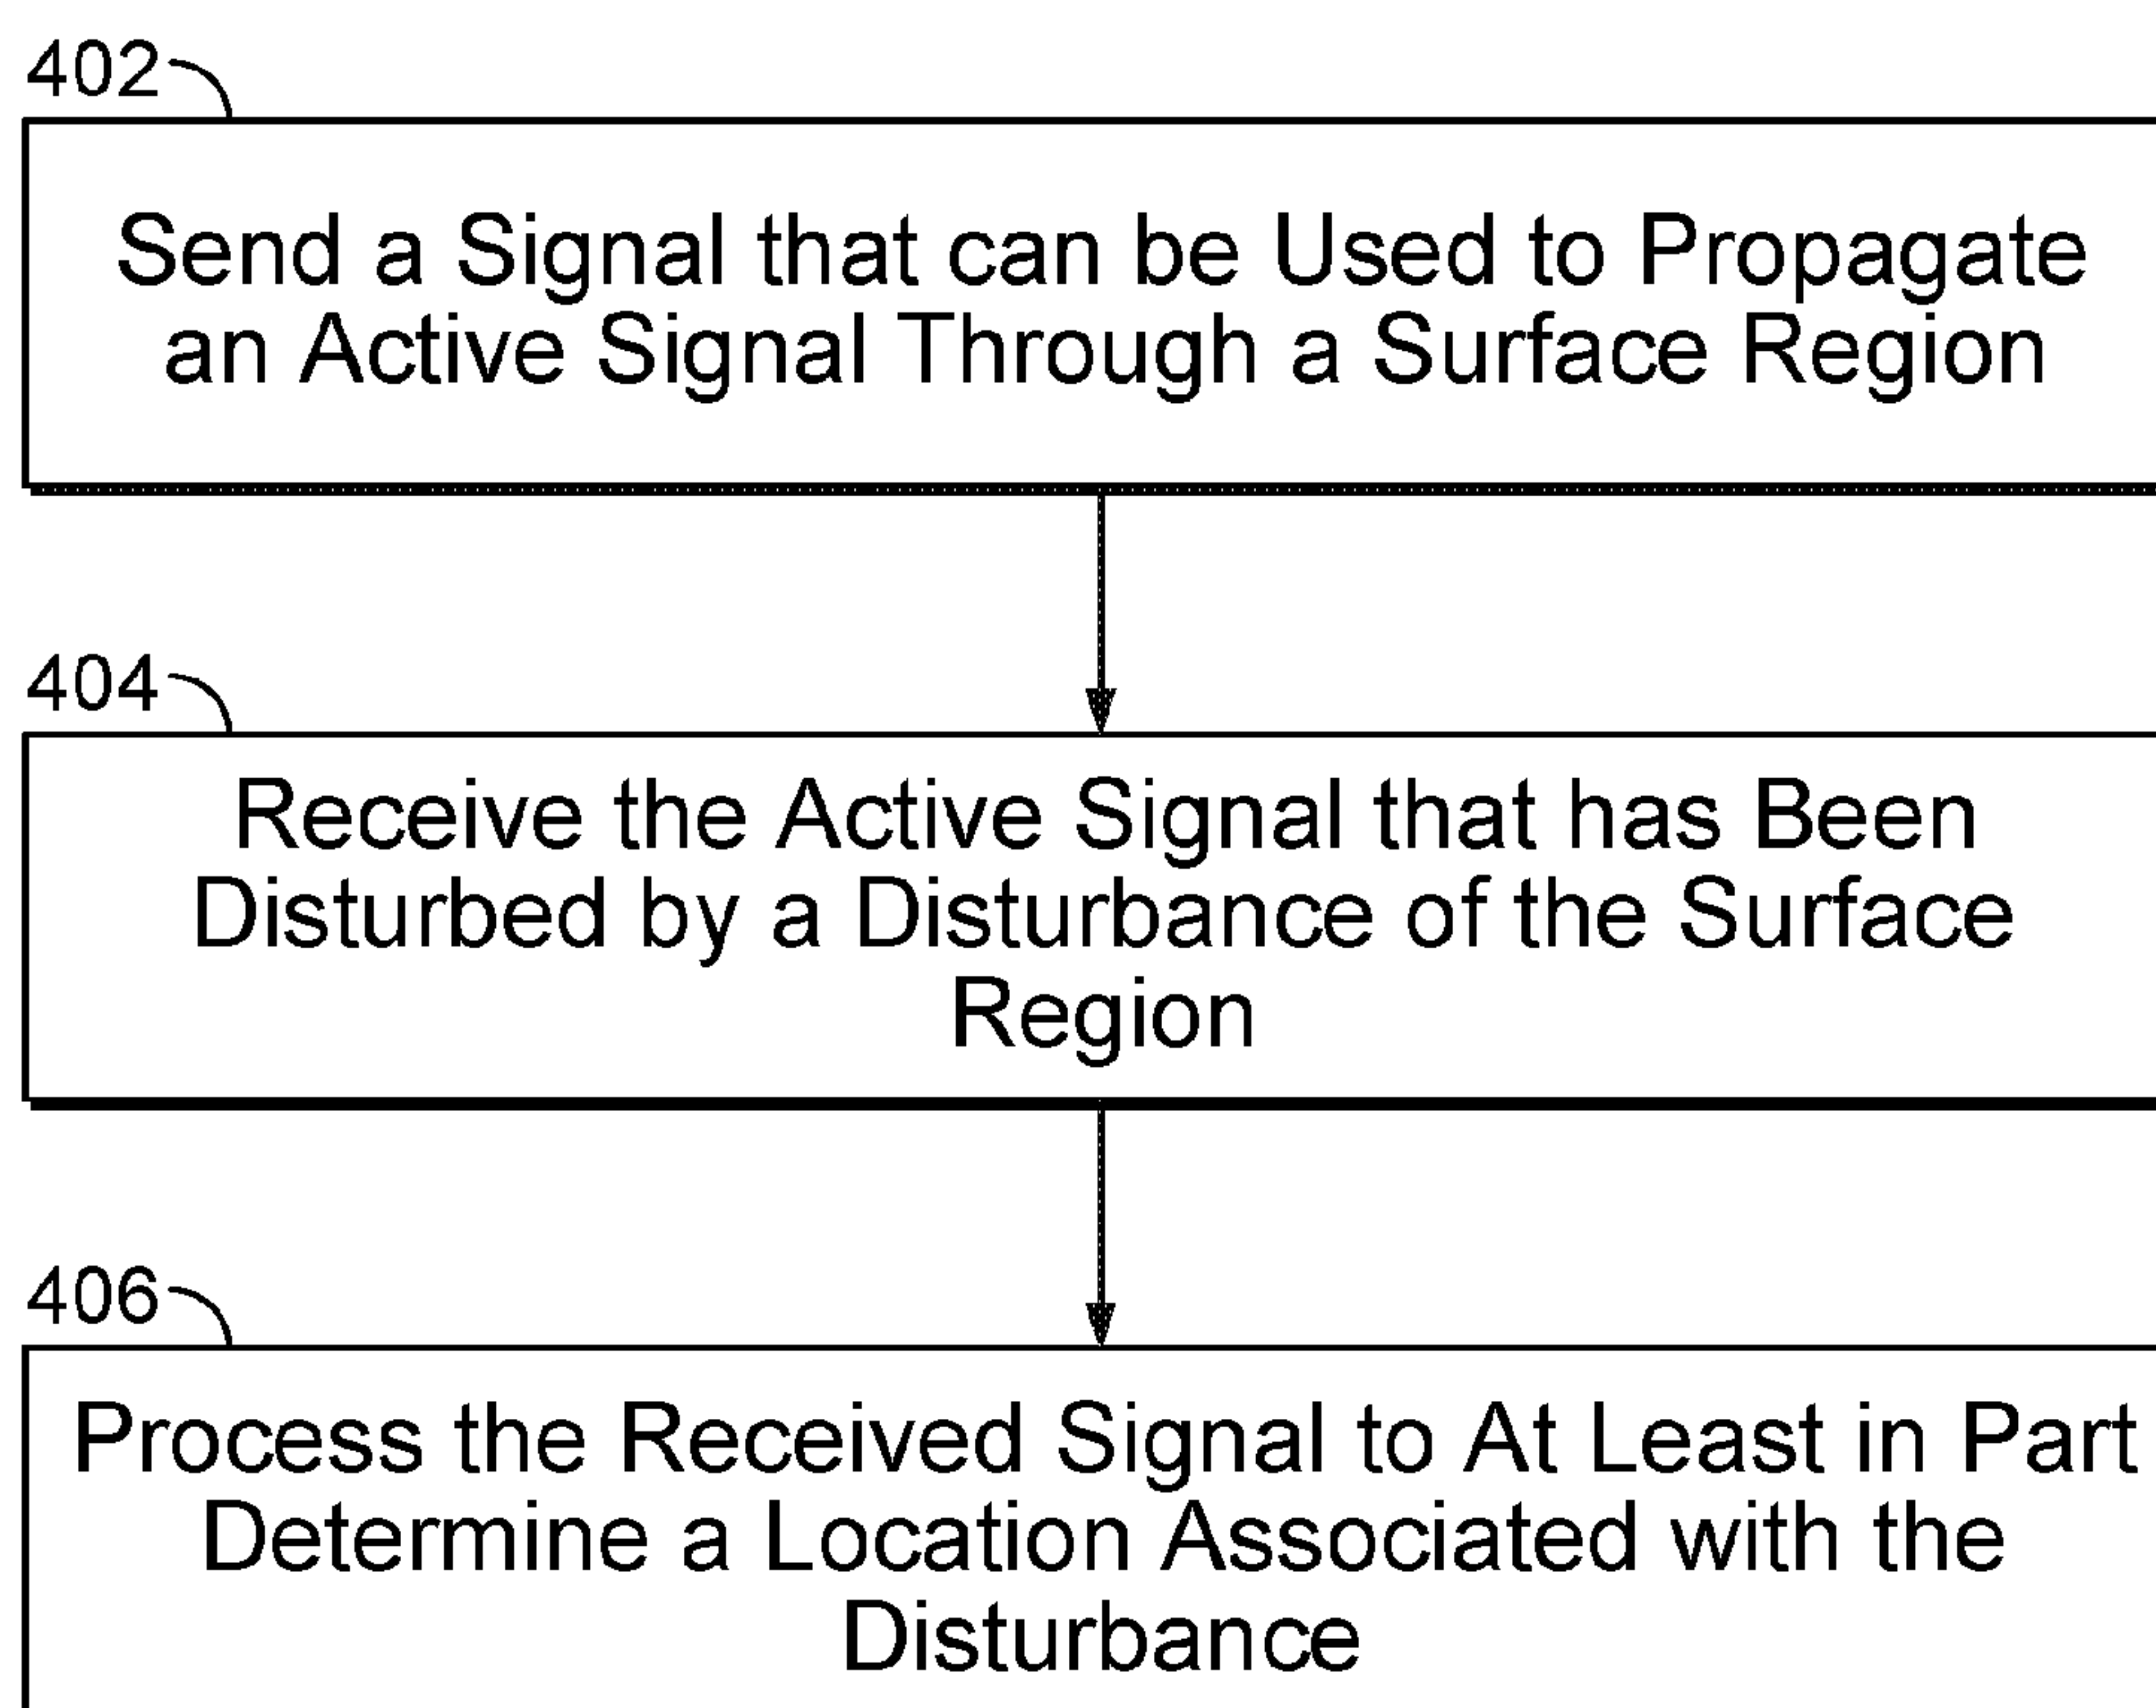 402
Send a Signal that can be Used to Propagate
an Active Signal Through a Surface Region
404
Receive the Active Signal that has Been
Disturbed by a Disturbance of the Surface
Region
406
Process the Received Signal to At Least in Part
Determine a Location Associated with the
Disturbance